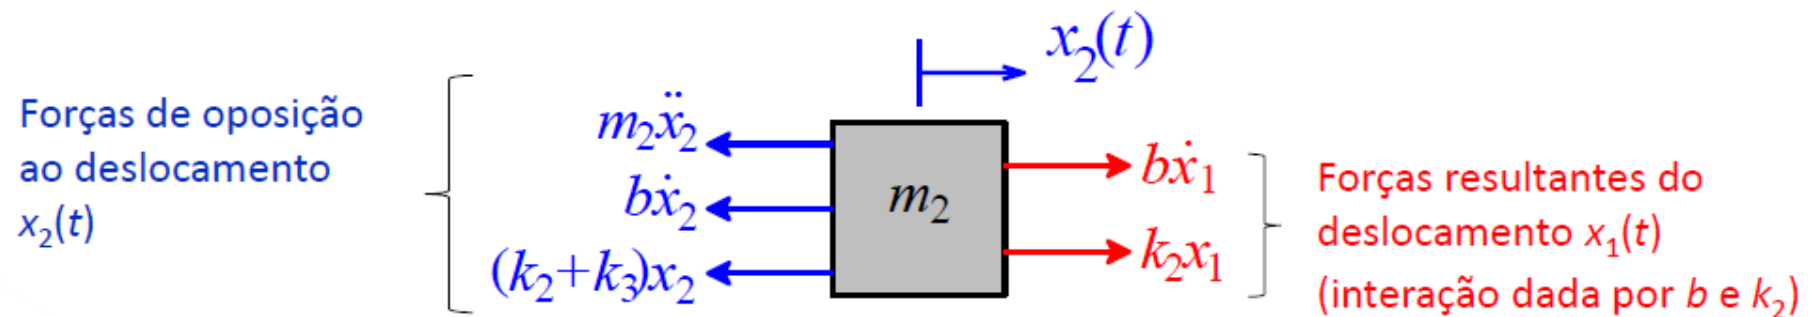 x₂(t)
Forças de oposição
ao deslocamento
x₂(t)
m₂ẍ₂
bẋ₂
(k₂+k₃)x₂
m₂
bẋ₁
k₂x₁
Forças resultantes do
deslocamento x₁(t)
(interação dada por b e k₂)